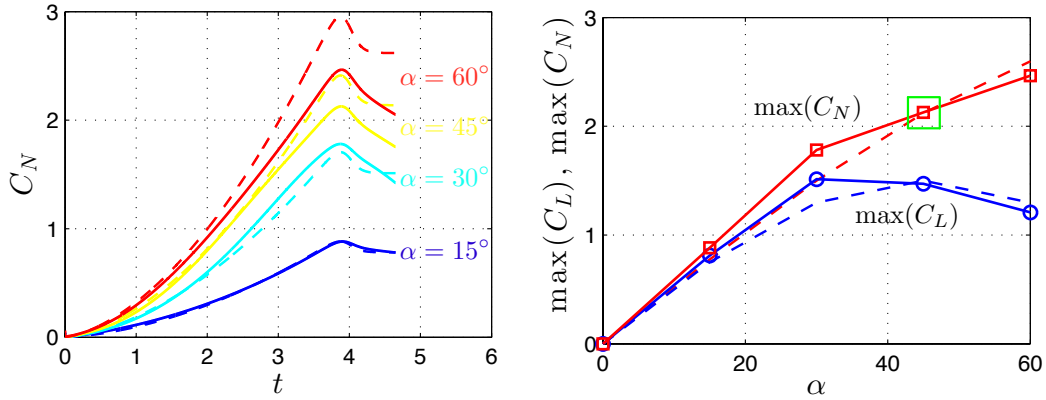 3
2
1
0
0
1
2
3
4
5
6
C_N
t
α = 60°
α = 45°
α = 30°
α = 15°
3
2
1
0
0
20
40
60
max(C_L), max(C_N)
α
max(C_N)
max(C_L)